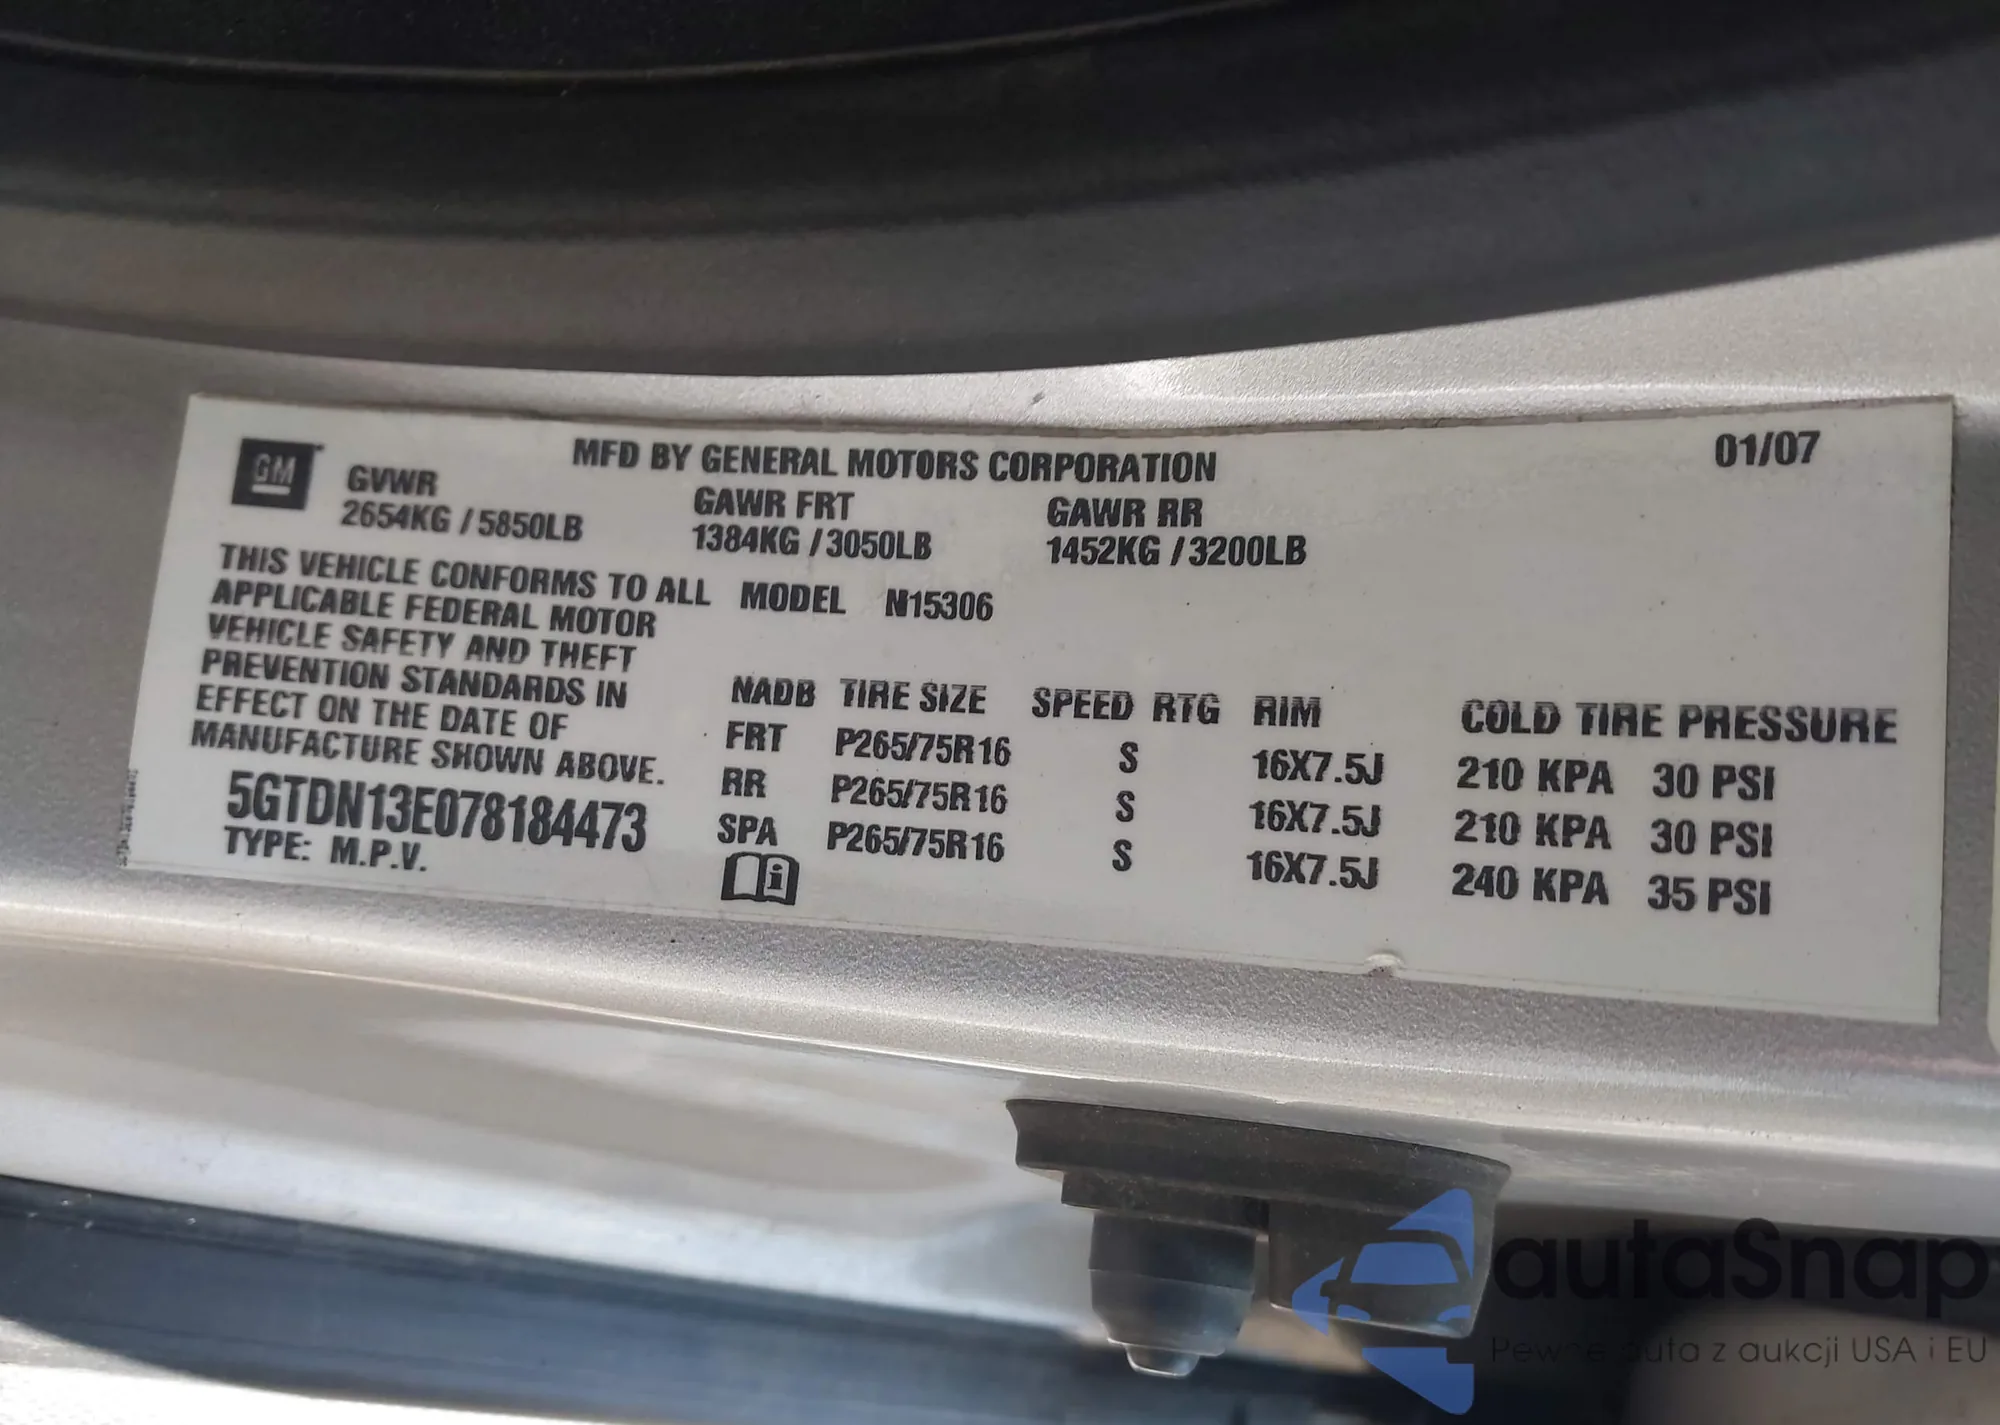 GM
MFD BY GENERAL MOTORS CORPORATION
01/07
GVWR
2654KG / 5850LB
GAWR FRT
1384KG / 3050LB
GAWR RR
1452KG / 3200LB
THIS VEHICLE CONFORMS TO ALL
APPLICABLE FEDERAL MOTOR
VEHICLE SAFETY AND THEFT
PREVENTION STANDARDS IN
EFFECT ON THE DATE OF
MANUFACTURE SHOWN ABOVE.
5GTDN13E078184473
TYPE: M.P.V.
MODEL N15306
NADB TIRE SIZE SPEED RTG RIM COLD TIRE PRESSURE
FRT P265/75R16 S 16X7.5J 210 KPA 30 PSI
RR P265/75R16 S 16X7.5J 210 KPA 30 PSI
SPA P265/75R16 S 16X7.5J 240 KPA 35 PSI
autaSnap
Pewne auta z aukcji USA i EU